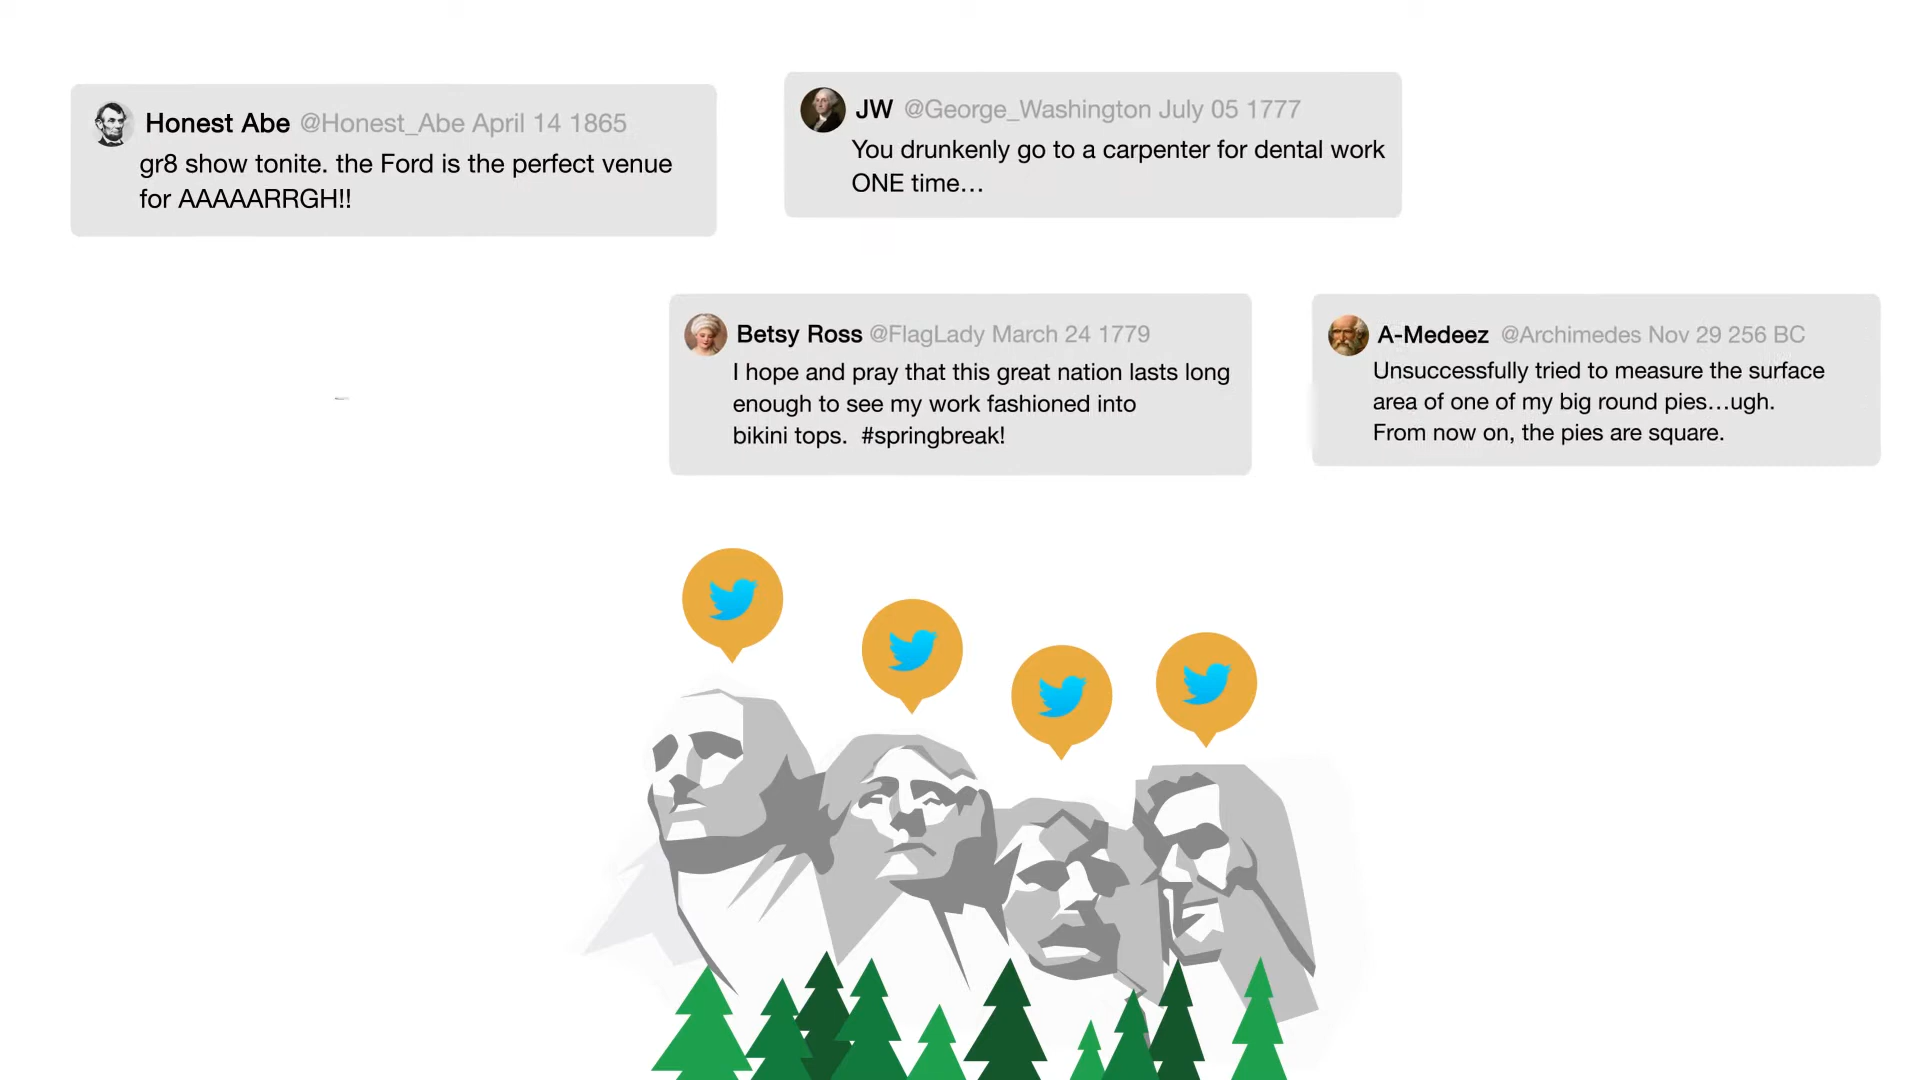 Honest Abe @Honest_Abe April 14 1865
gr8 show tonite. the Ford is the perfect venue
for AAAAARRGH!!
JW @George_Washington July 05 1777
You drunkenly go to a carpenter for dental work
ONE time…
Betsy Ross @FlagLady March 24 1779
I hope and pray that this great nation lasts long
enough to see my work fashioned into
bikini tops. #springbreak!
A-Medeez @Archimedes Nov 29 256 BC
Unsuccessfully tried to measure the surface
area of one of my big round pies…ugh.
From now on, the pies are square.